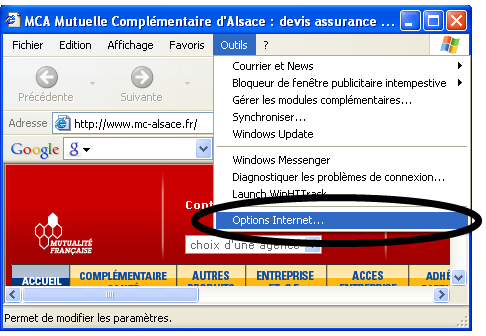 MCA Mutuelle Complémentaire d'Alsace : devis assurance ...
Fichier Edition Affichage Favoris Outils ?
Précédente Suivante
Courrier et News
Bloqueur de fenêtre publicitaire intempestive
Gérer les modules complémentaires...
Synchroniser...
Windows Update
Windows Messenger
Diagnostiquer les problèmes de connexion...
Launch WinHTTrack
Options Internet...
Adresse http://www.mc-alsace.fr/
Google g
Cont
MUTUALITÉ
FRANÇAISE
choix d'une agence
ACCUEIL COMPLÉMENTAIRE AUTRES ENTREPRISE ACCES ADHÉ
Permet de modifier les paramètres.